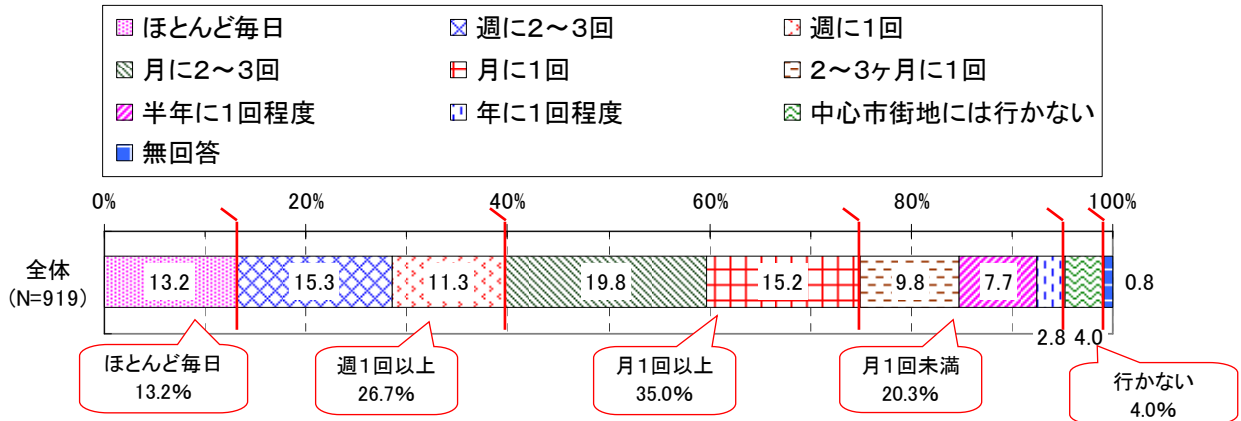 ほとんど毎日 週に2～3回 週に1回
月に2～3回 月に1回 2～3ヶ月に1回
半年に1回程度 年に1回程度 中心市街地には行かない
無回答
0% 20% 40% 60% 80% 100%
全体
(N=919)
13.2 15.3 11.3 19.8 15.2 9.8 7.7 0.8
2.8 4.0
ほとんど毎日
13.2%
週1回以上
26.7%
月1回以上
35.0%
月1回未満
20.3%
行かない
4.0%